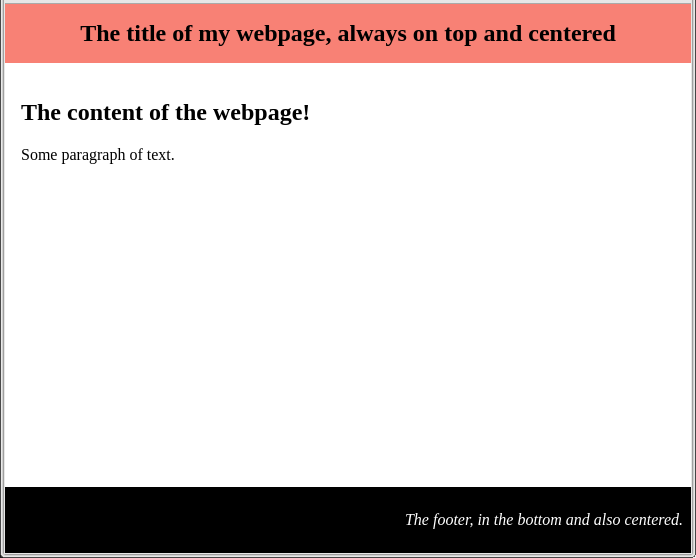 The title of my webpage, always on top and centered
The content of the webpage!
Some paragraph of text.
The footer, in the bottom and also centered.